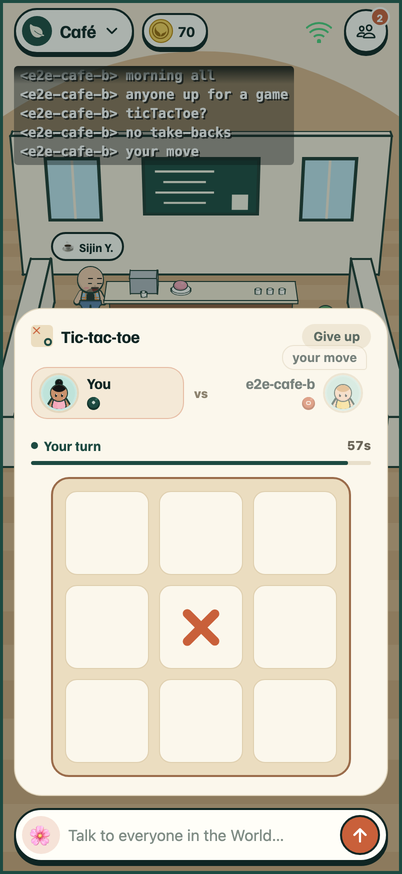 Café
70
2
<e2e-cafe-b> morning all
<e2e-cafe-b> anyone up for a game
<e2e-cafe-b> ticTacToe?
<e2e-cafe-b> no take-backs
<e2e-cafe-b> your move
Sijin Y.
Tic-tac-toe
Give up
your move
You
vs
e2e-cafe-b
Your turn
57s
Talk to everyone in the World...